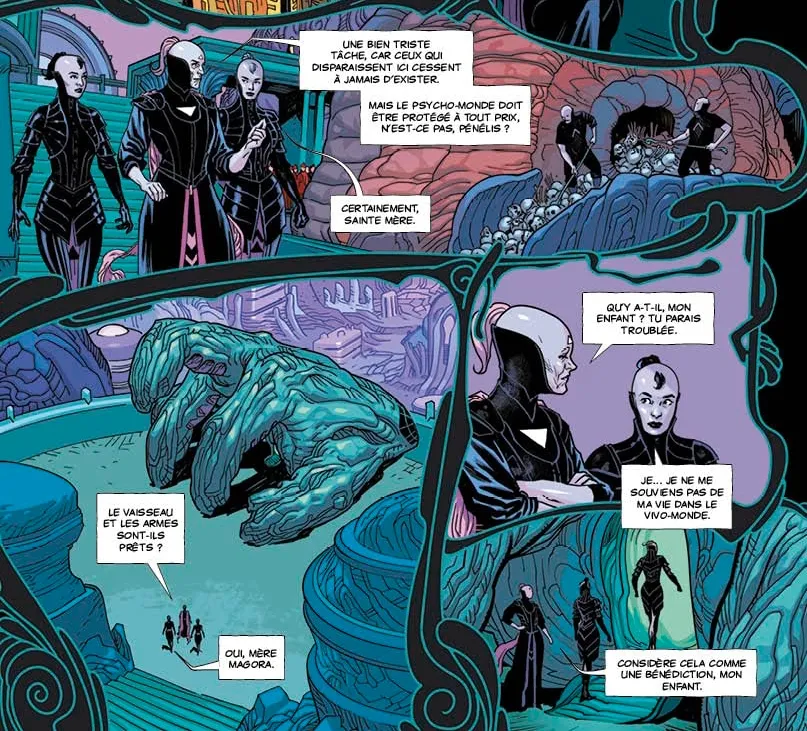 UNE BIEN TRISTE
TÂCHE, CAR CEUX QUI
DISPARAISSENT ICI CESSENT
À JAMAIS D'EXISTER.
MAIS LE PSYCHO-MONDE DOIT
ÊTRE PROTÉGÉ À TOUT PRIX,
N'EST-CE PAS, PÉNÉLIS ?
CERTAINEMENT,
SAINTE MÈRE.
LE VAISSEAU
ET LES ARMES
SONT-ILS
PRÊTS ?
OUI, MÈRE
MAGORA.
QU'Y A-T-IL, MON
ENFANT ? TU PARAIS
TROUBLÉE.
JE... JE NE ME
SOUVIENS PAS DE
MA VIE DANS LE
VIVO-MONDE.
CONSIDÈRE CELA COMME
UNE BÉNÉDICTION, MON
ENFANT.